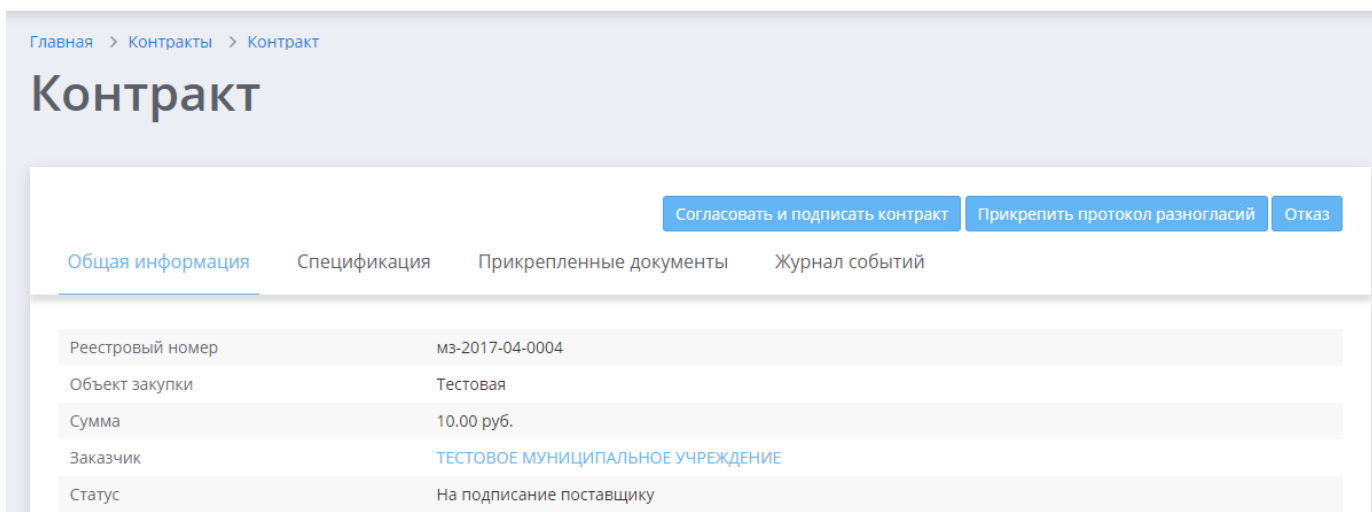 Главная > Контракты > Контракт
Контракт
Согласовать и подписать контракт Прикрепить протокол разногласий Отказ
Общая информация Спецификация Прикрепленные документы Журнал событий
Реестровый номер мз-2017-04-0004
Объект закупки Тестовая
Сумма 10.00 руб.
Заказчик ТЕСТОВОЕ МУНИЦИПАЛЬНОЕ УЧРЕЖДЕНИЕ
Статус На подписание поставщику